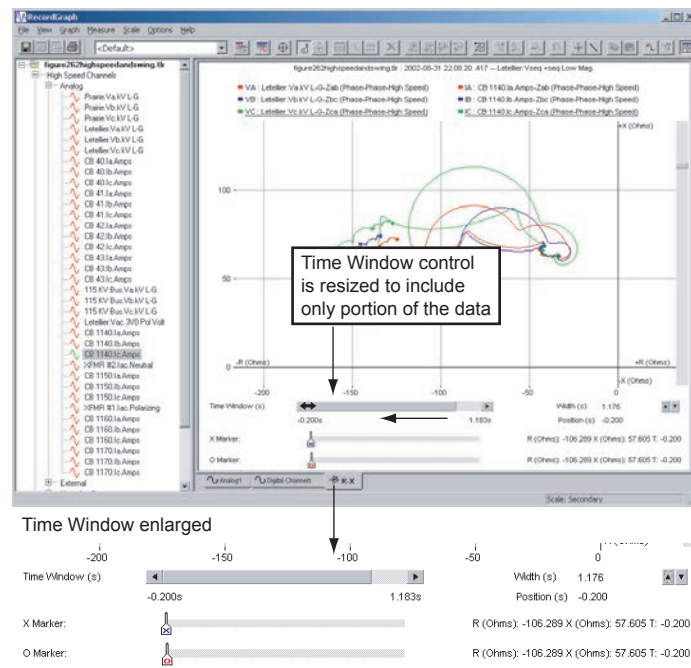 RecordGraph
File View Graph Measure Scale Options Help
<Default>
figure262highspeedandswing.tlr
High Speed Channels
Analog
Prairie:Va.kV L-G
Prairie:Vb.kV L-G
Prairie:Vc.kV L-G
Letellier:Va.kV L-G
Letellier:Vb.kV L-G
Letellier:Vc.kV L-G
CB 40:Ia.Amps
CB 40:Ib.Amps
CB 40:Ic.Amps
CB 41:Ia.Amps
CB 41:Ib.Amps
CB 41:Ic.Amps
CB 42:Ia.Amps
CB 42:Ib.Amps
CB 42:Ic.Amps
CB 43:Ia.Amps
CB 43:Ib.Amps
CB 43:Ic.Amps
115 KV Bus:Va.kV L-G
115 KV Bus:Vb.kV L-G
115 KV Bus:Vc.kV L-G
Letellier:Vac.3V0 Pol Volt
CB 1140:Ia.Amps
CB 1140:Ib.Amps
CB 1140:Ic.Amps
XFMR #2:Iac.Neutral
CB 1150:Ia.Amps
CB 1150:Ib.Amps
CB 1150:Ic.Amps
XFMR #1:Iac.Polarizing
CB 1160:Ia.Amps
CB 1160:Ib.Amps
CB 1160:Ic.Amps
CB 1170:Ia.Amps
CB 1170:Ib.Amps
CB 1170:Ic.Amps
External
figure262highspeedandswing.tlr : 2002-08-31 22:08:20 .417 -- Letellier:Vseq +seq Low Mag.
VA : Letellier:Va.kV L-G-Zab (Phase-Phase-High Speed)
IA : CB 1140:Ia.Amps-Zab (Phase-Phase-High Speed)
VB : Letellier:Vb.kV L-G-Zbc (Phase-Phase-High Speed)
IB : CB 1140:Ib.Amps-Zbc (Phase-Phase-High Speed)
VC : Letellier:Vc.kV L-G-Zca (Phase-Phase-High Speed)
IC : CB 1140:Ic.Amps-Zca (Phase-Phase-High Speed)
+X (Ohms)
100
50
0
Time Window control
is resized to include
only portion of the data
-R (Ohms)
+R (Ohms)
-X (Ohms)
-200 -150 -100 -50 0
Time Window (s)
Width (s) 1.176
-0.200s 1.183s
Position (s) -0.200
X Marker:
R (Ohms): -106.289 X (Ohms): 57.605 T: -0.200
O Marker:
R (Ohms): -106.289 X (Ohms): 57.605 T: -0.200
Analog1 Digital Channels R-X
Scale: Secondary
Time Window enlarged
-200 -150 -100 -50 0
Time Window (s)
Width (s) 1.176
-0.200s 1.183s
Position (s) -0.200
X Marker:
R (Ohms): -106.289 X (Ohms): 57.605 T: -0.200
O Marker:
R (Ohms): -106.289 X (Ohms): 57.605 T: -0.200